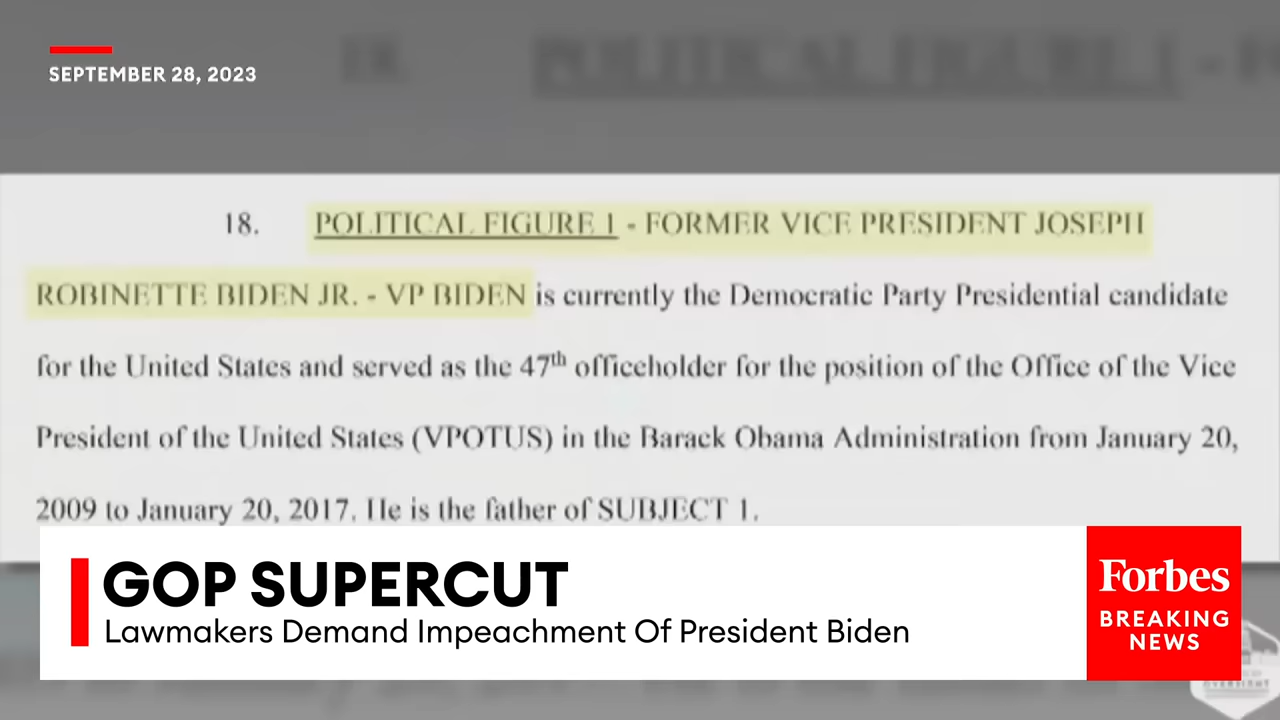 SEPTEMBER 28, 2023
18. POLITICAL FIGURE 1 - FORMER VICE PRESIDENT JOSEPH
ROBINETTE BIDEN JR. - VP BIDEN is currently the Democratic Party Presidential candidate
for the United States and served as the 47th officeholder for the position of the Office of the Vice
President of the United States (VPOTUS) in the Barack Obama Administration from January 20,
2009 to January 20, 2017. He is the father of SUBJECT 1.
GOP SUPERCUT
Lawmakers Demand Impeachment Of President Biden
Forbes
BREAKING
NEWS